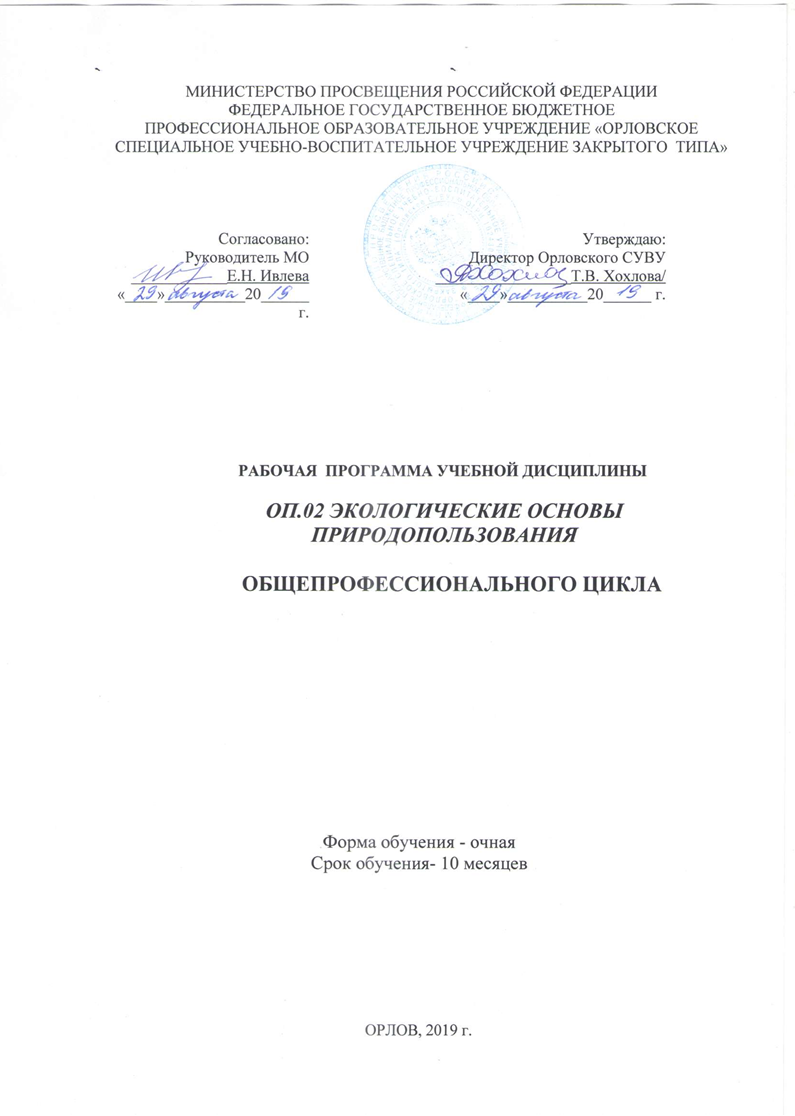 МИНИСТЕРСТВО ПРОСВЕЩЕНИЯ РОССИЙСКОЙ ФЕДЕРАЦИИ
ФЕДЕРАЛЬНОЕ ГОСУДАРСТВЕННОЕ БЮДЖЕТНОЕ
ПРОФЕССИОНАЛЬНОЕ ОБРАЗОВАТЕЛЬНОЕ УЧРЕЖДЕНИЕ «ОРЛОВСКОЕ
СПЕЦИАЛЬНОЕ УЧЕБНО-ВОСПИТАТЕЛЬНОЕ УЧРЕЖДЕНИЕ ЗАКРЫТОГО ТИПА»
Согласовано:
Руководитель МО
Е.Н. Ивлева
« 29 » августа 20 19
г.
Утверждаю:
Директор Орловского СУВУ
Т.В. Хохлова/
« 29 » августа 20 19 г.
РАБОЧАЯ ПРОГРАММА УЧЕБНОЙ ДИСЦИПЛИНЫ
ОП.02 ЭКОЛОГИЧЕСКИЕ ОСНОВЫ
ПРИРОДОПОЛЬЗОВАНИЯ
ОБЩЕПРОФЕССИОНАЛЬНОГО ЦИКЛА
Форма обучения - очная
Срок обучения- 10 месяцев
ОРЛОВ, 2019 г.